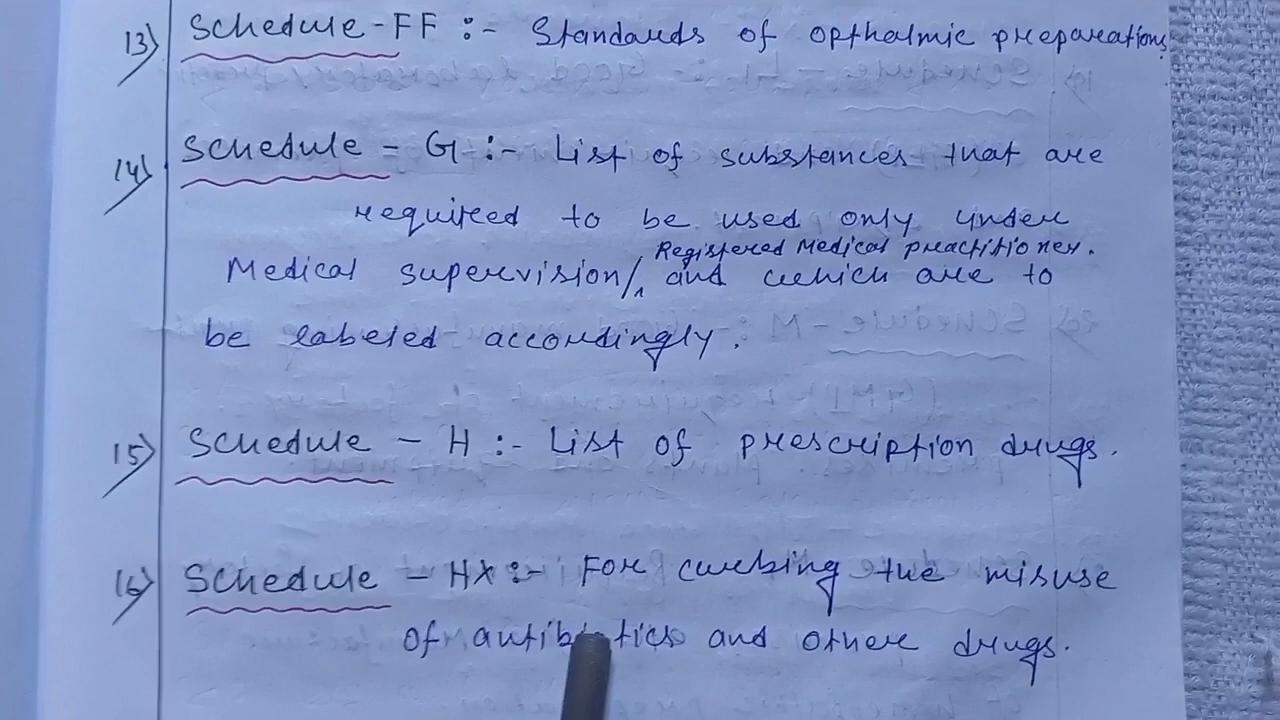 13) Schedule-FF :- Standards of opthalmic preparations
14) Schedule - G :- List of substances that are
required to be used only under
Registered Medical practitioner.
Medical supervision/ and which are to
be labeled accordingly.
15) Schedule - H :- List of prescription drugs.
16) Schedule - HX :- For curbing the misuse
of antibiotics and other drugs.